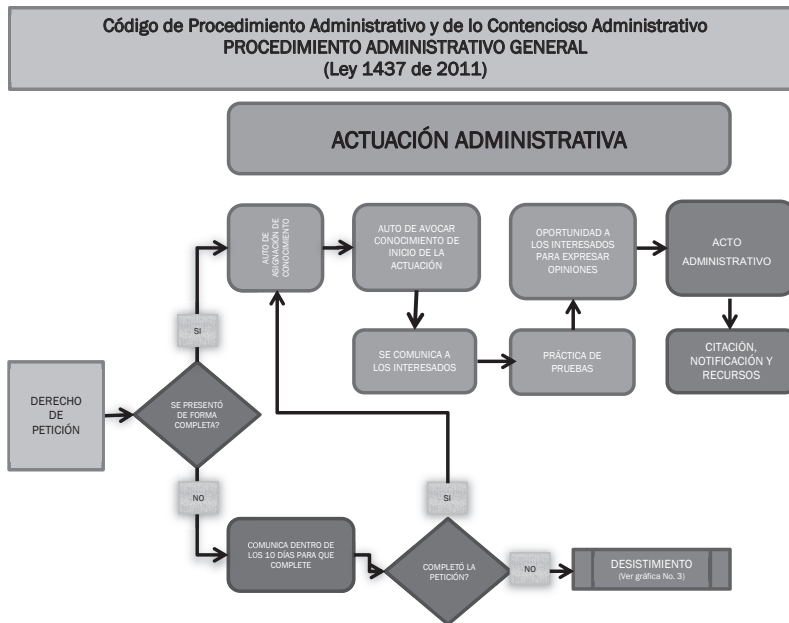 Código de Procedimiento Administrativo y de lo Contencioso Administrativo
PROCEDIMIENTO ADMINISTRATIVO GENERAL
(Ley 1437 de 2011)
ACTUACIÓN ADMINISTRATIVA
AUTO DE
ASIGNACIÓN DE
CONOCIMIENTO
AUTO DE AVOCAR
CONOCIMIENTO DE
INICIO DE LA
ACTUACIÓN
OPORTUNIDAD A
LOS INTERESADOS
PARA EXPRESAR
OPINIONES
ACTO
ADMINISTRATIVO
SI
SE COMUNICA A
LOS INTERESADOS
PRÁCTICA DE
PRUEBAS
CITACIÓN,
NOTIFICACIÓN Y
RECURSOS
DERECHO
DE
PETICIÓN
SE PRESENTÓ
DE FORMA
COMPLETA?
NO
SI
COMUNICA DENTRO DE
LOS 10 DÍAS PARA QUE
COMPLETE
COMPLETÓ LA
PETICIÓN?
NO
DESISTIMIENTO
(Ver gráfica No. 3)